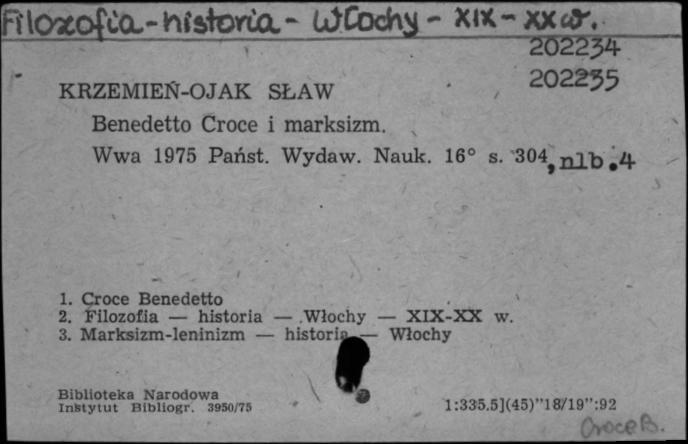 Filozofia - historia - Włochy - XIX - XX w.
202234
202235
KRZEMIEŃ-OJAK SŁAW
Benedetto Croce i marksizm.
Wwa 1975 Państ. Wydaw. Nauk. 16° s. 304, nlb. 4
1. Croce Benedetto
2. Filozofia — historia — Włochy — XIX-XX w.
3. Marksizm-leninizm — historia — Włochy
Biblioteka Narodowa
Instytut Bibliogr. 3950/75
1:335.5](45)"18/19":92
Croce B.